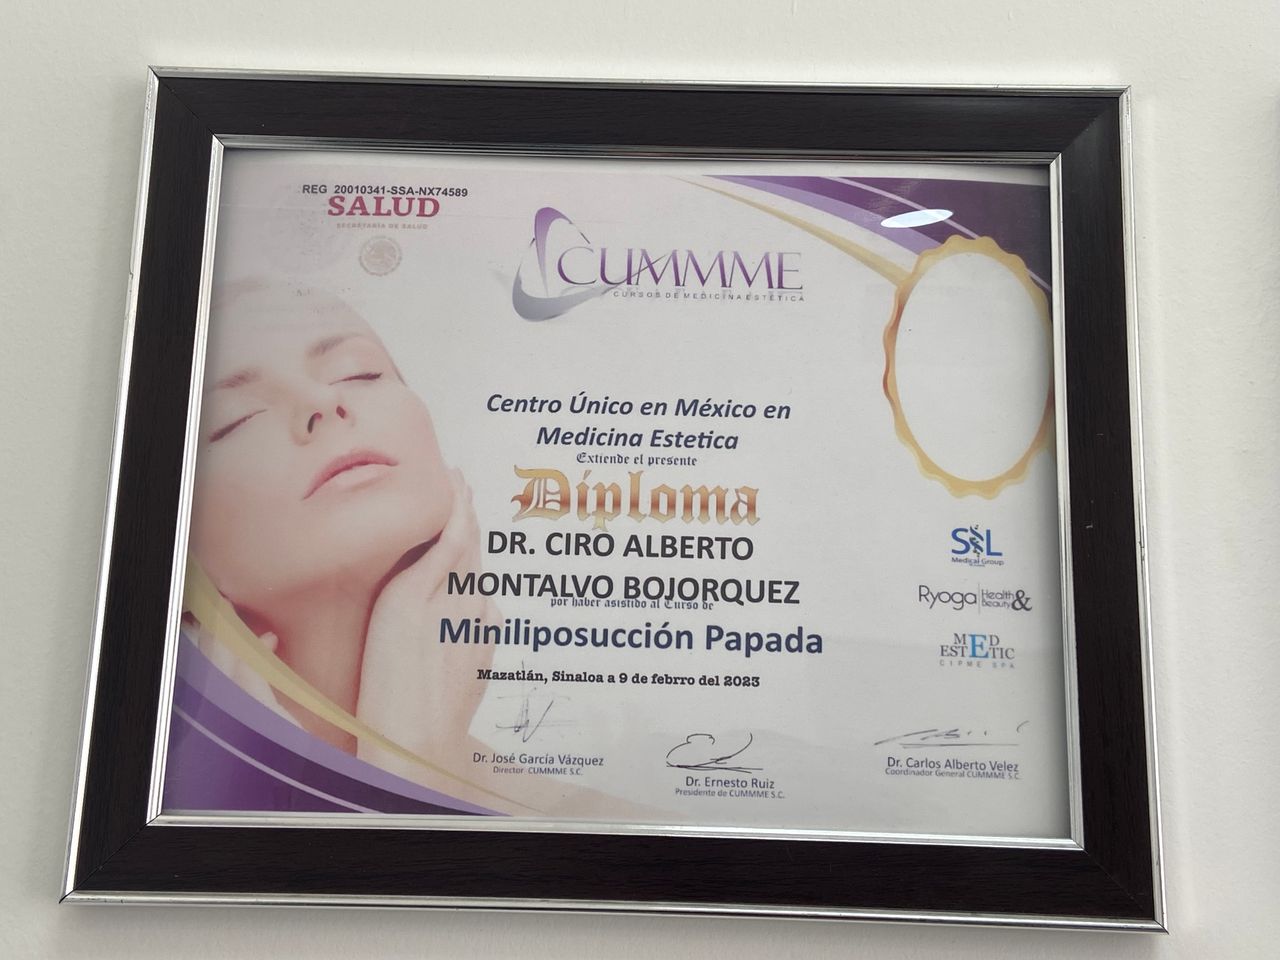 REG 20010341-SSA-NX74589
SALUD
SECRETARÍA DE SALUD
CUMMME
CURSOS DE MEDICINA ESTÉTICA
Centro Único en México en
Medicina Estetica
Extiende el presente
Diploma
DR. CIRO ALBERTO
MONTALVO BOJORQUEZ
por haber asistido al Curso de
Miniliposucción Papada
Mazatlán, Sinaloa a 9 de febrro del 2023
S&L
Medical Group
Ryoga Health & Beauty
MED
ESTETIC
CIPME SPA
Dr. José García Vázquez
Director CUMMME S.C.
Dr. Ernesto Ruiz
Presidente de CUMMME S.C.
Dr. Carlos Alberto Velez
Coordinador General CUMMME S.C.